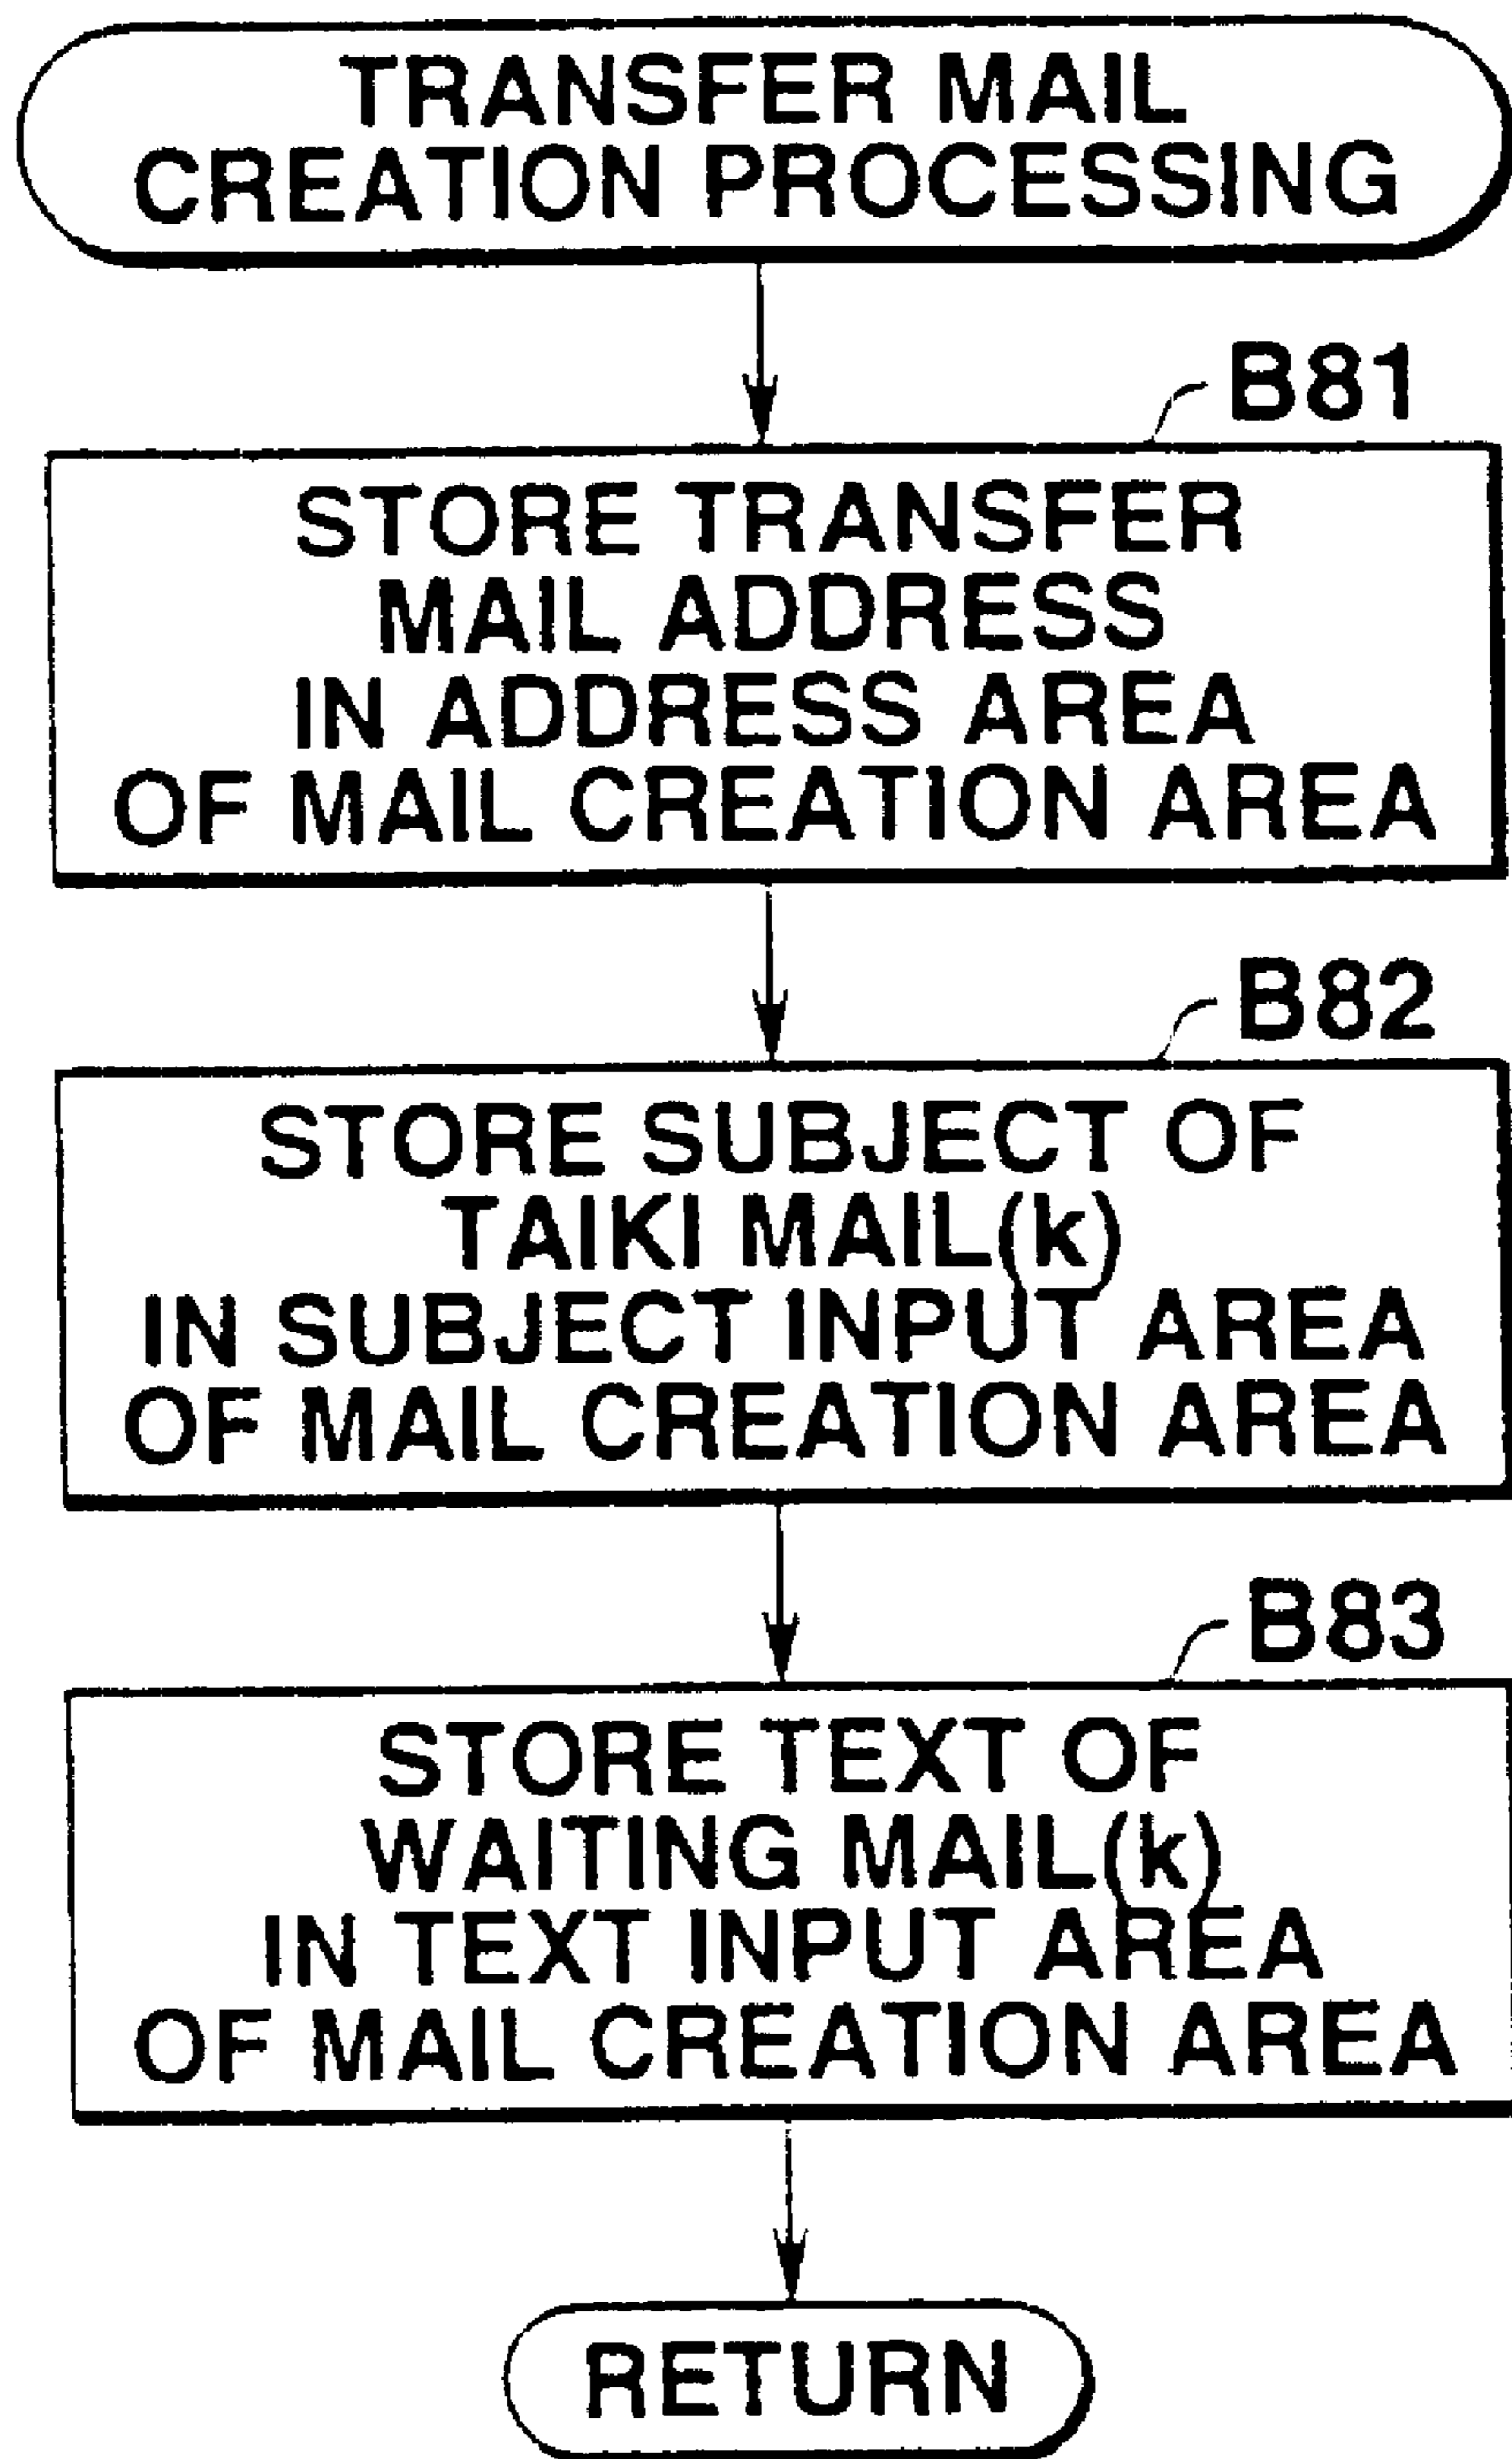 TRANSFER MAIL
CREATION PROCESSING
B81
STORE TRANSFER
MAIL ADDRESS
IN ADDRESS AREA
OF MAIL CREATION AREA
B82
STORE SUBJECT OF
TAIKI MAIL(k)
IN SUBJECT INPUT AREA
OF MAIL CREATION AREA
B83
STORE TEXT OF
WAITING MAIL(k)
IN TEXT INPUT AREA
OF MAIL CREATION AREA
RETURN